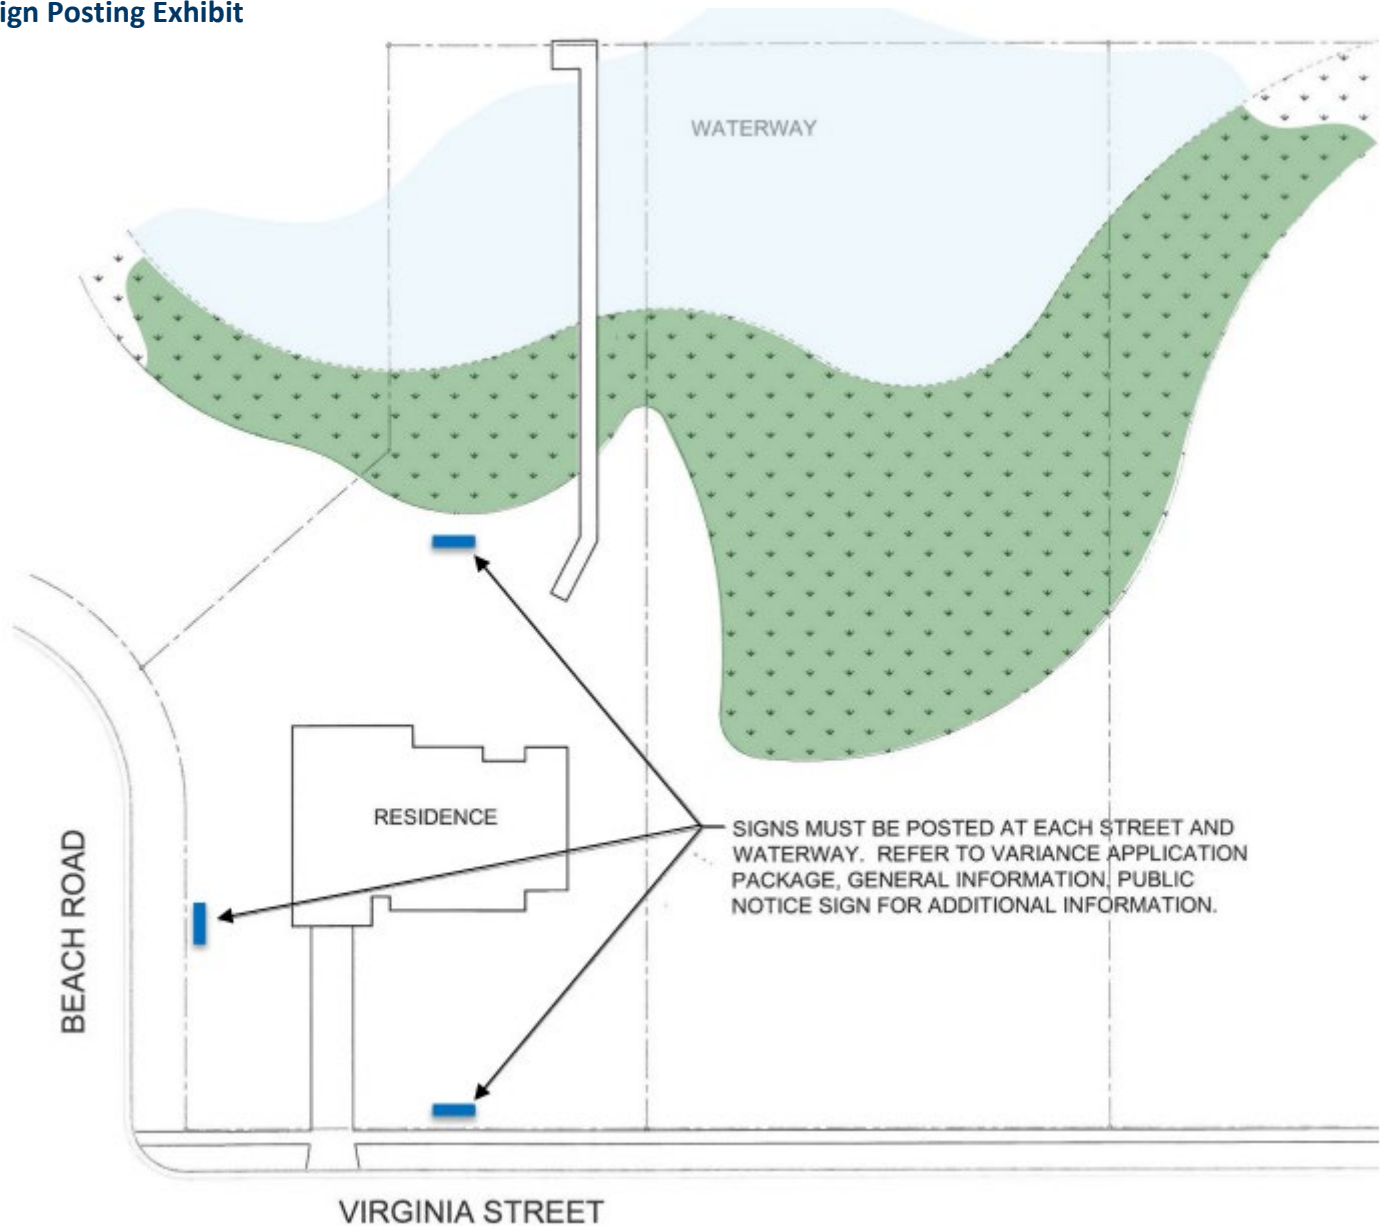 ign Posting Exhibit
WATERWAY
RESIDENCE
SIGNS MUST BE POSTED AT EACH STREET AND
WATERWAY. REFER TO VARIANCE APPLICATION
PACKAGE, GENERAL INFORMATION, PUBLIC
NOTICE SIGN FOR ADDITIONAL INFORMATION.
BEACH ROAD
VIRGINIA STREET